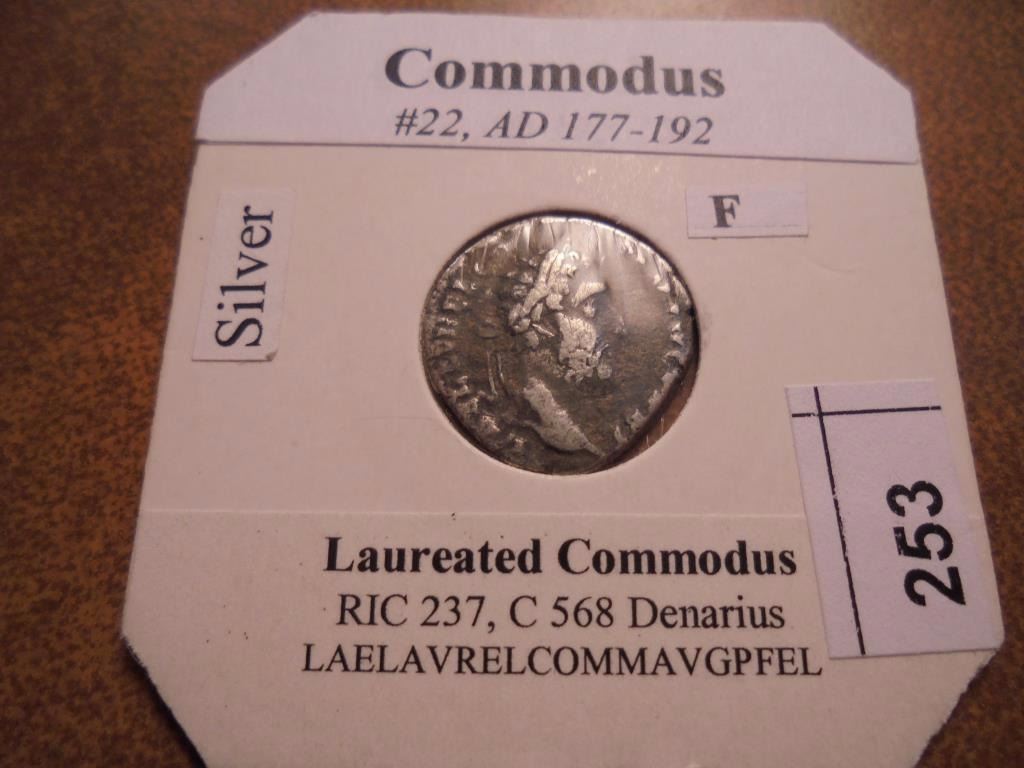 Commodus
#22, AD 177-192
Silver
F
253
Laureated Commodus
RIC 237, C 568 Denarius
LAELAVRELCOMMAVGPFEL